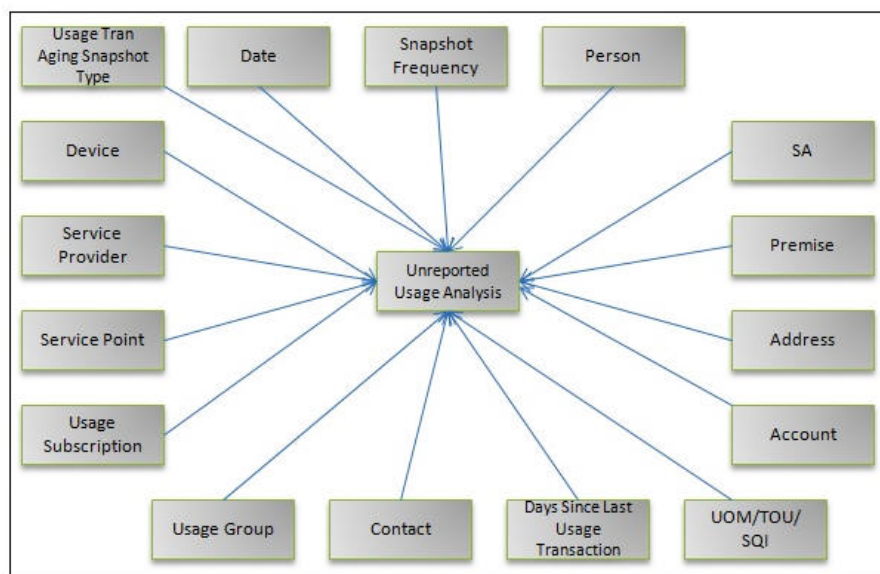 Usage Tran
Aging Snapshot
Type
Date
Snapshot
Frequency
Person
Device
SA
Service
Provider
Premise
Unreported
Usage Analysis
Service Point
Address
Usage
Subscription
Account
Usage Group
Contact
Days Since Last
Usage
Transaction
UOM/TOU/
SQI